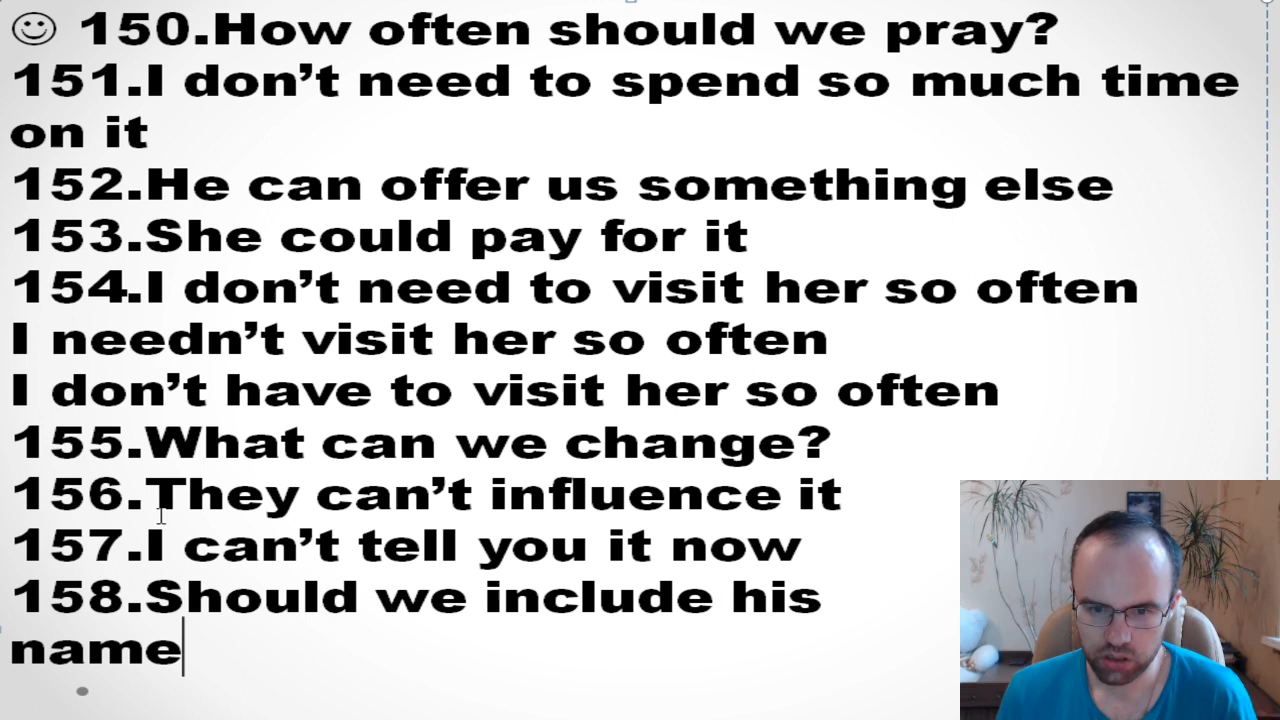 ☺ 150.How often should we pray?
151.I don’t need to spend so much time
on it
152.He can offer us something else
153.She could pay for it
154.I don’t need to visit her so often
I needn’t visit her so often
I don’t have to visit her so often
155.What can we change?
156.They can’t influence it
157.I can’t tell you it now
158.Should we include his
name